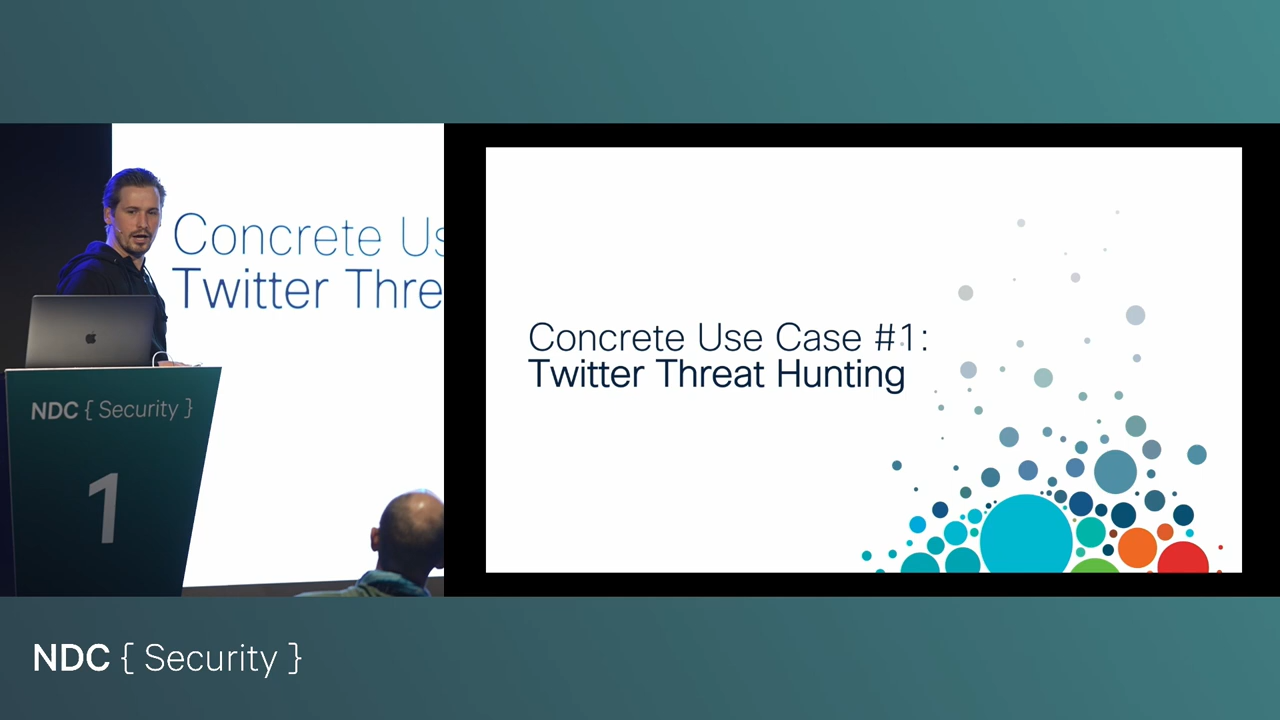 Concrete Us
Twitter Thre
NDC { Security }
1
Concrete Use Case #1:
Twitter Threat Hunting
NDC { Security }